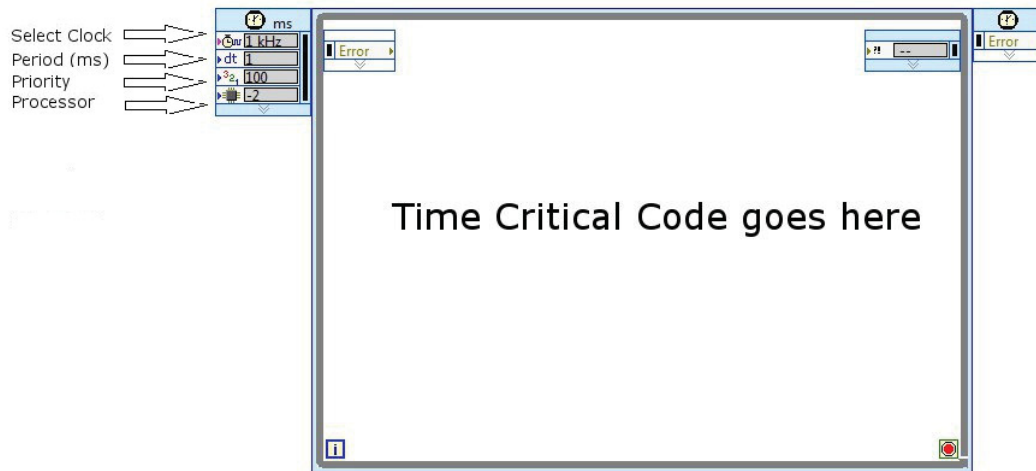 Select Clock
Period (ms)
Priority
Processor
ms
1 kHz
dt 1
321 100
-2
Error
?! --
Error
Time Critical Code goes here
i